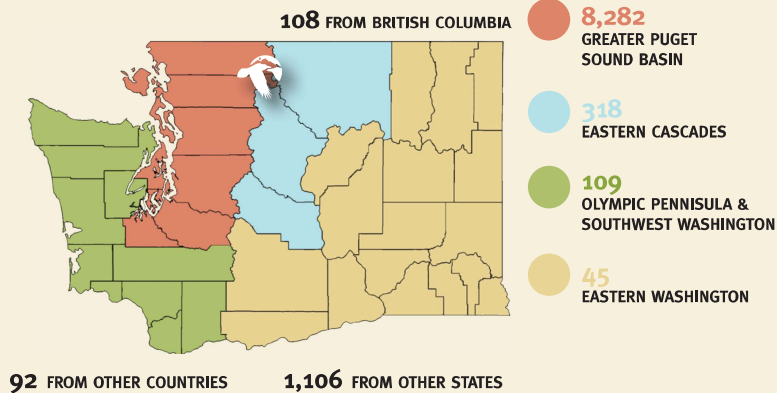 108 FROM BRITISH COLUMBIA
8,282
GREATER PUGET
SOUND BASIN
318
EASTERN CASCADES
109
OLYMPIC PENNISULA &
SOUTHWEST WASHINGTON
45
EASTERN WASHINGTON
92 FROM OTHER COUNTRIES
1,106 FROM OTHER STATES